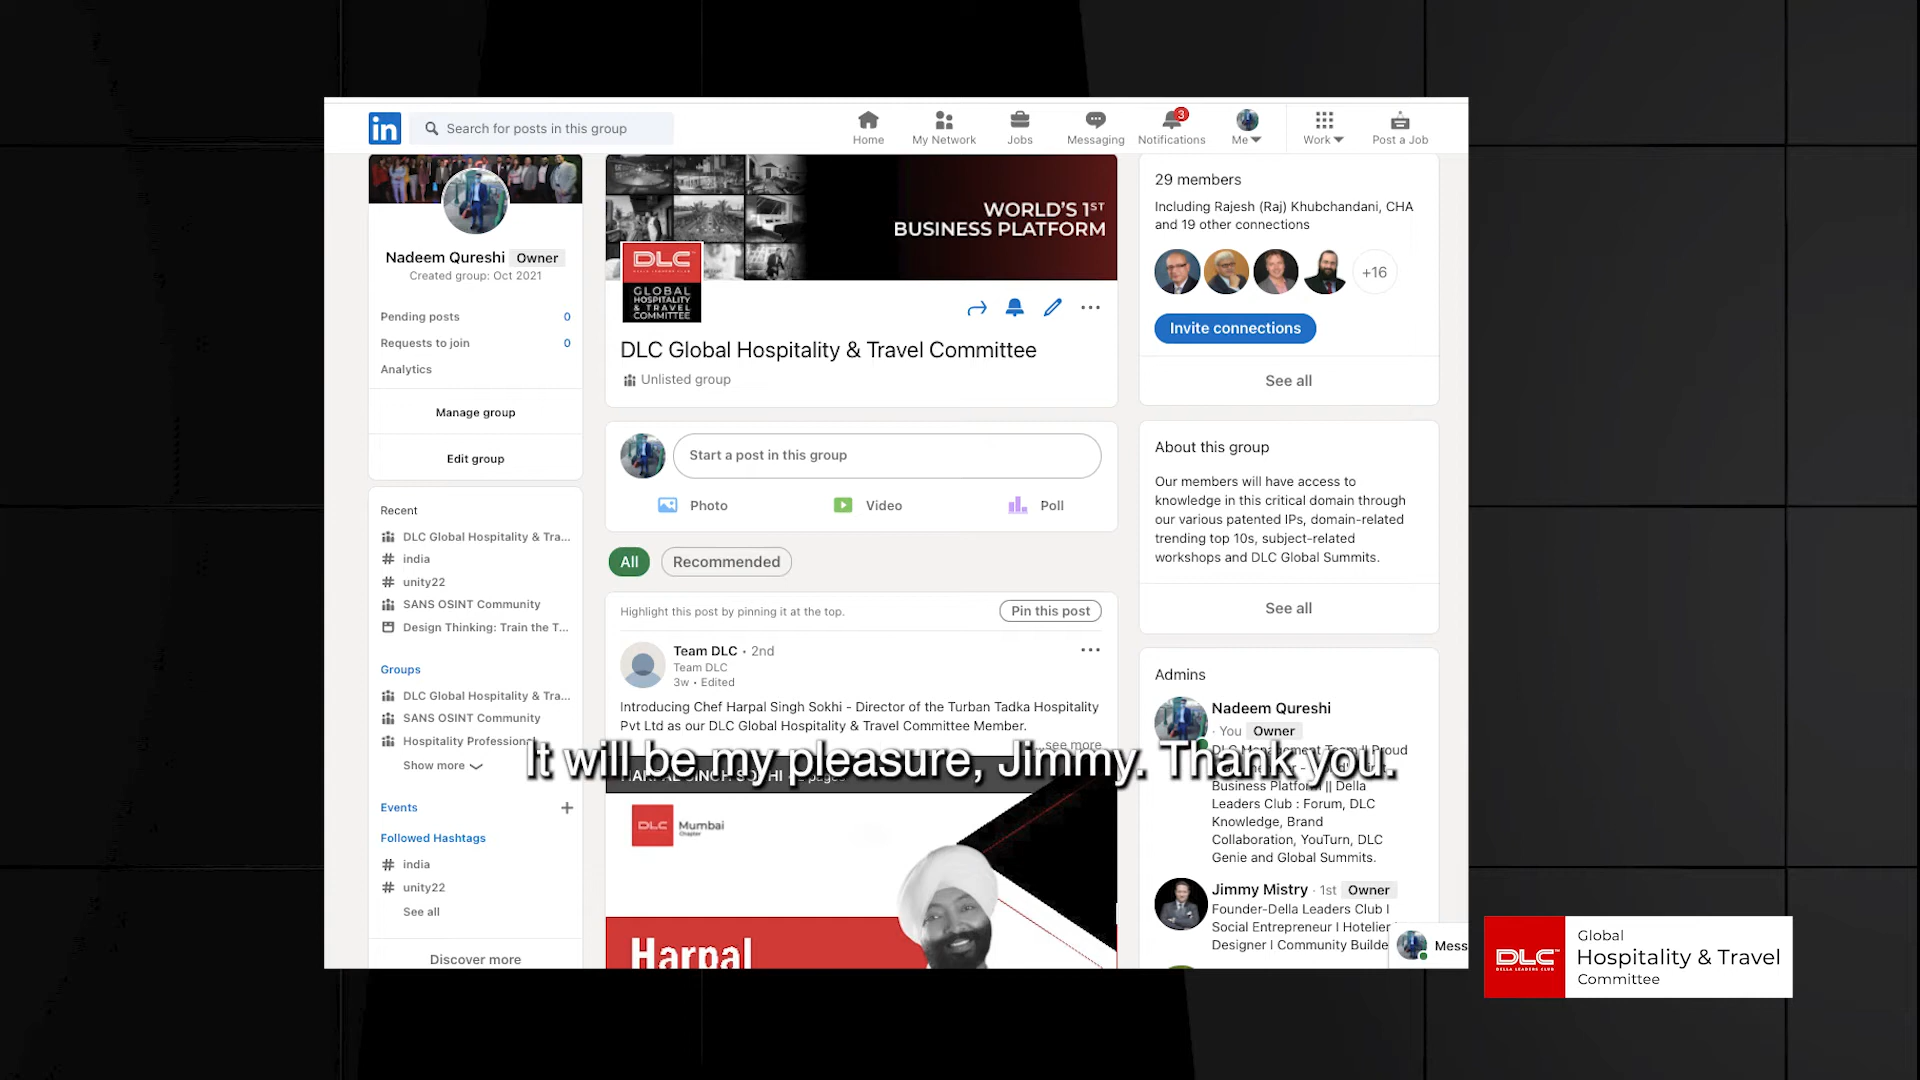 in
Search for posts in this group
Home
My Network
Jobs
Messaging
3
Notifications
Me
Work
Post a Job
Nadeem Qureshi Owner
Created group: Oct 2021
Pending posts 0
Requests to join 0
Analytics
Manage group
Edit group
Recent
DLC Global Hospitality & Tra...
# india
# unity22
SANS OSINT Community
Design Thinking: Train the T...
Groups
DLC Global Hospitality & Tra...
SANS OSINT Community
Hospitality Professional
Show more
Events +
Followed Hashtags
# india
# unity22
See all
Discover more
WORLD'S 1ST
BUSINESS PLATFORM
DLC
GLOBAL
HOSPITALITY
& TRAVEL
COMMITTEE
DLC Global Hospitality & Travel Committee
Unlisted group
Start a post in this group
Photo
Video
Poll
All
Recommended
Highlight this post by pinning it at the top.
Pin this post
Team DLC • 2nd
Team DLC
3w • Edited
Introducing Chef Harpal Singh Sokhi - Director of the Turban Tadka Hospitality
Pvt Ltd as our DLC Global Hospitality & Travel Committee Member.
...see more
It will be my pleasure, Jimmy. Thank you.
DLC Mumbai
Chapter
Harpal
29 members
Including Rajesh (Raj) Khubchandani, CHA
and 19 other connections
+16
Invite connections
See all
About this group
Our members will have access to
knowledge in this critical domain through
our various patented IPs, domain-related
trending top 10s, subject-related
workshops and DLC Global Summits.
See all
Admins
Nadeem Qureshi
· You Owner
DLC Management Team || Proud
Business Platform || Della
Leaders Club : Forum, DLC
Knowledge, Brand
Collaboration, YouTurn, DLC
Genie and Global Summits.
Jimmy Mistry · 1st Owner
Founder-Della Leaders Club I
Social Entrepreneur I Hotelier
Designer I Community Builde
Mess
DLC™
DELLA LEADERS CLUB
Global
Hospitality & Travel
Committee